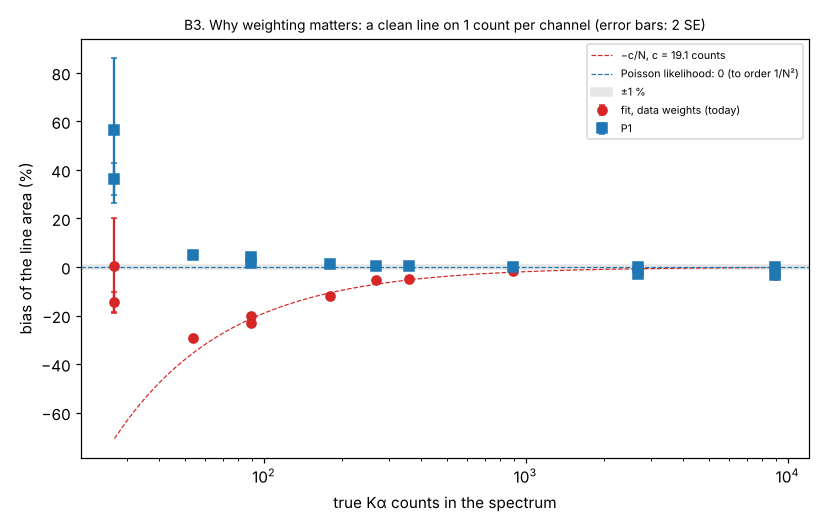 B3. Why weighting matters: a clean line on 1 count per channel (error bars: 2 SE)
−c/N, c = 19.1 counts
Poisson likelihood: 0 (to order 1/N²)
±1 %
fit, data weights (today)
P1
bias of the line area (%)
80
60
40
20
0
−20
−40
−60
10²
10³
10⁴
true Kα counts in the spectrum